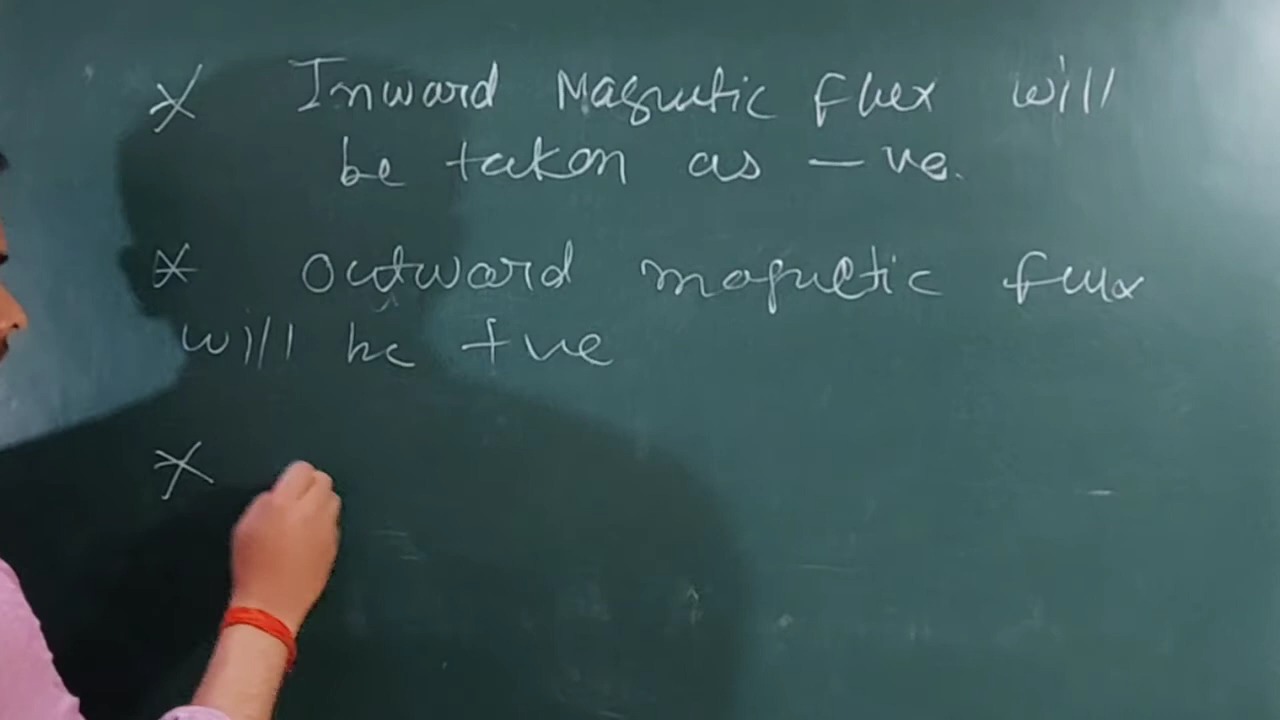 * Inward Magnetic flux will
be taken as -ve.
* Outward magnetic flux
will be +ve
*